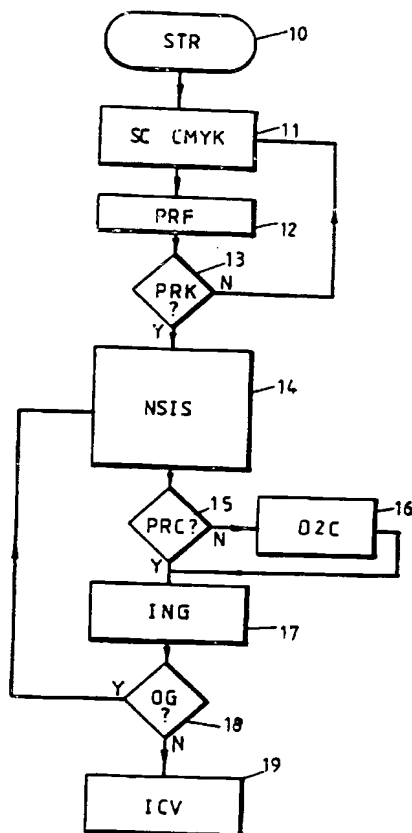 STR
10
SC CMYK
11
PRF
12
13
PRK
?
N
Y
NSIS
14
15
PRC?
N
16
D2C
Y
ING
17
Y
OG
?
18
N
19
ICV